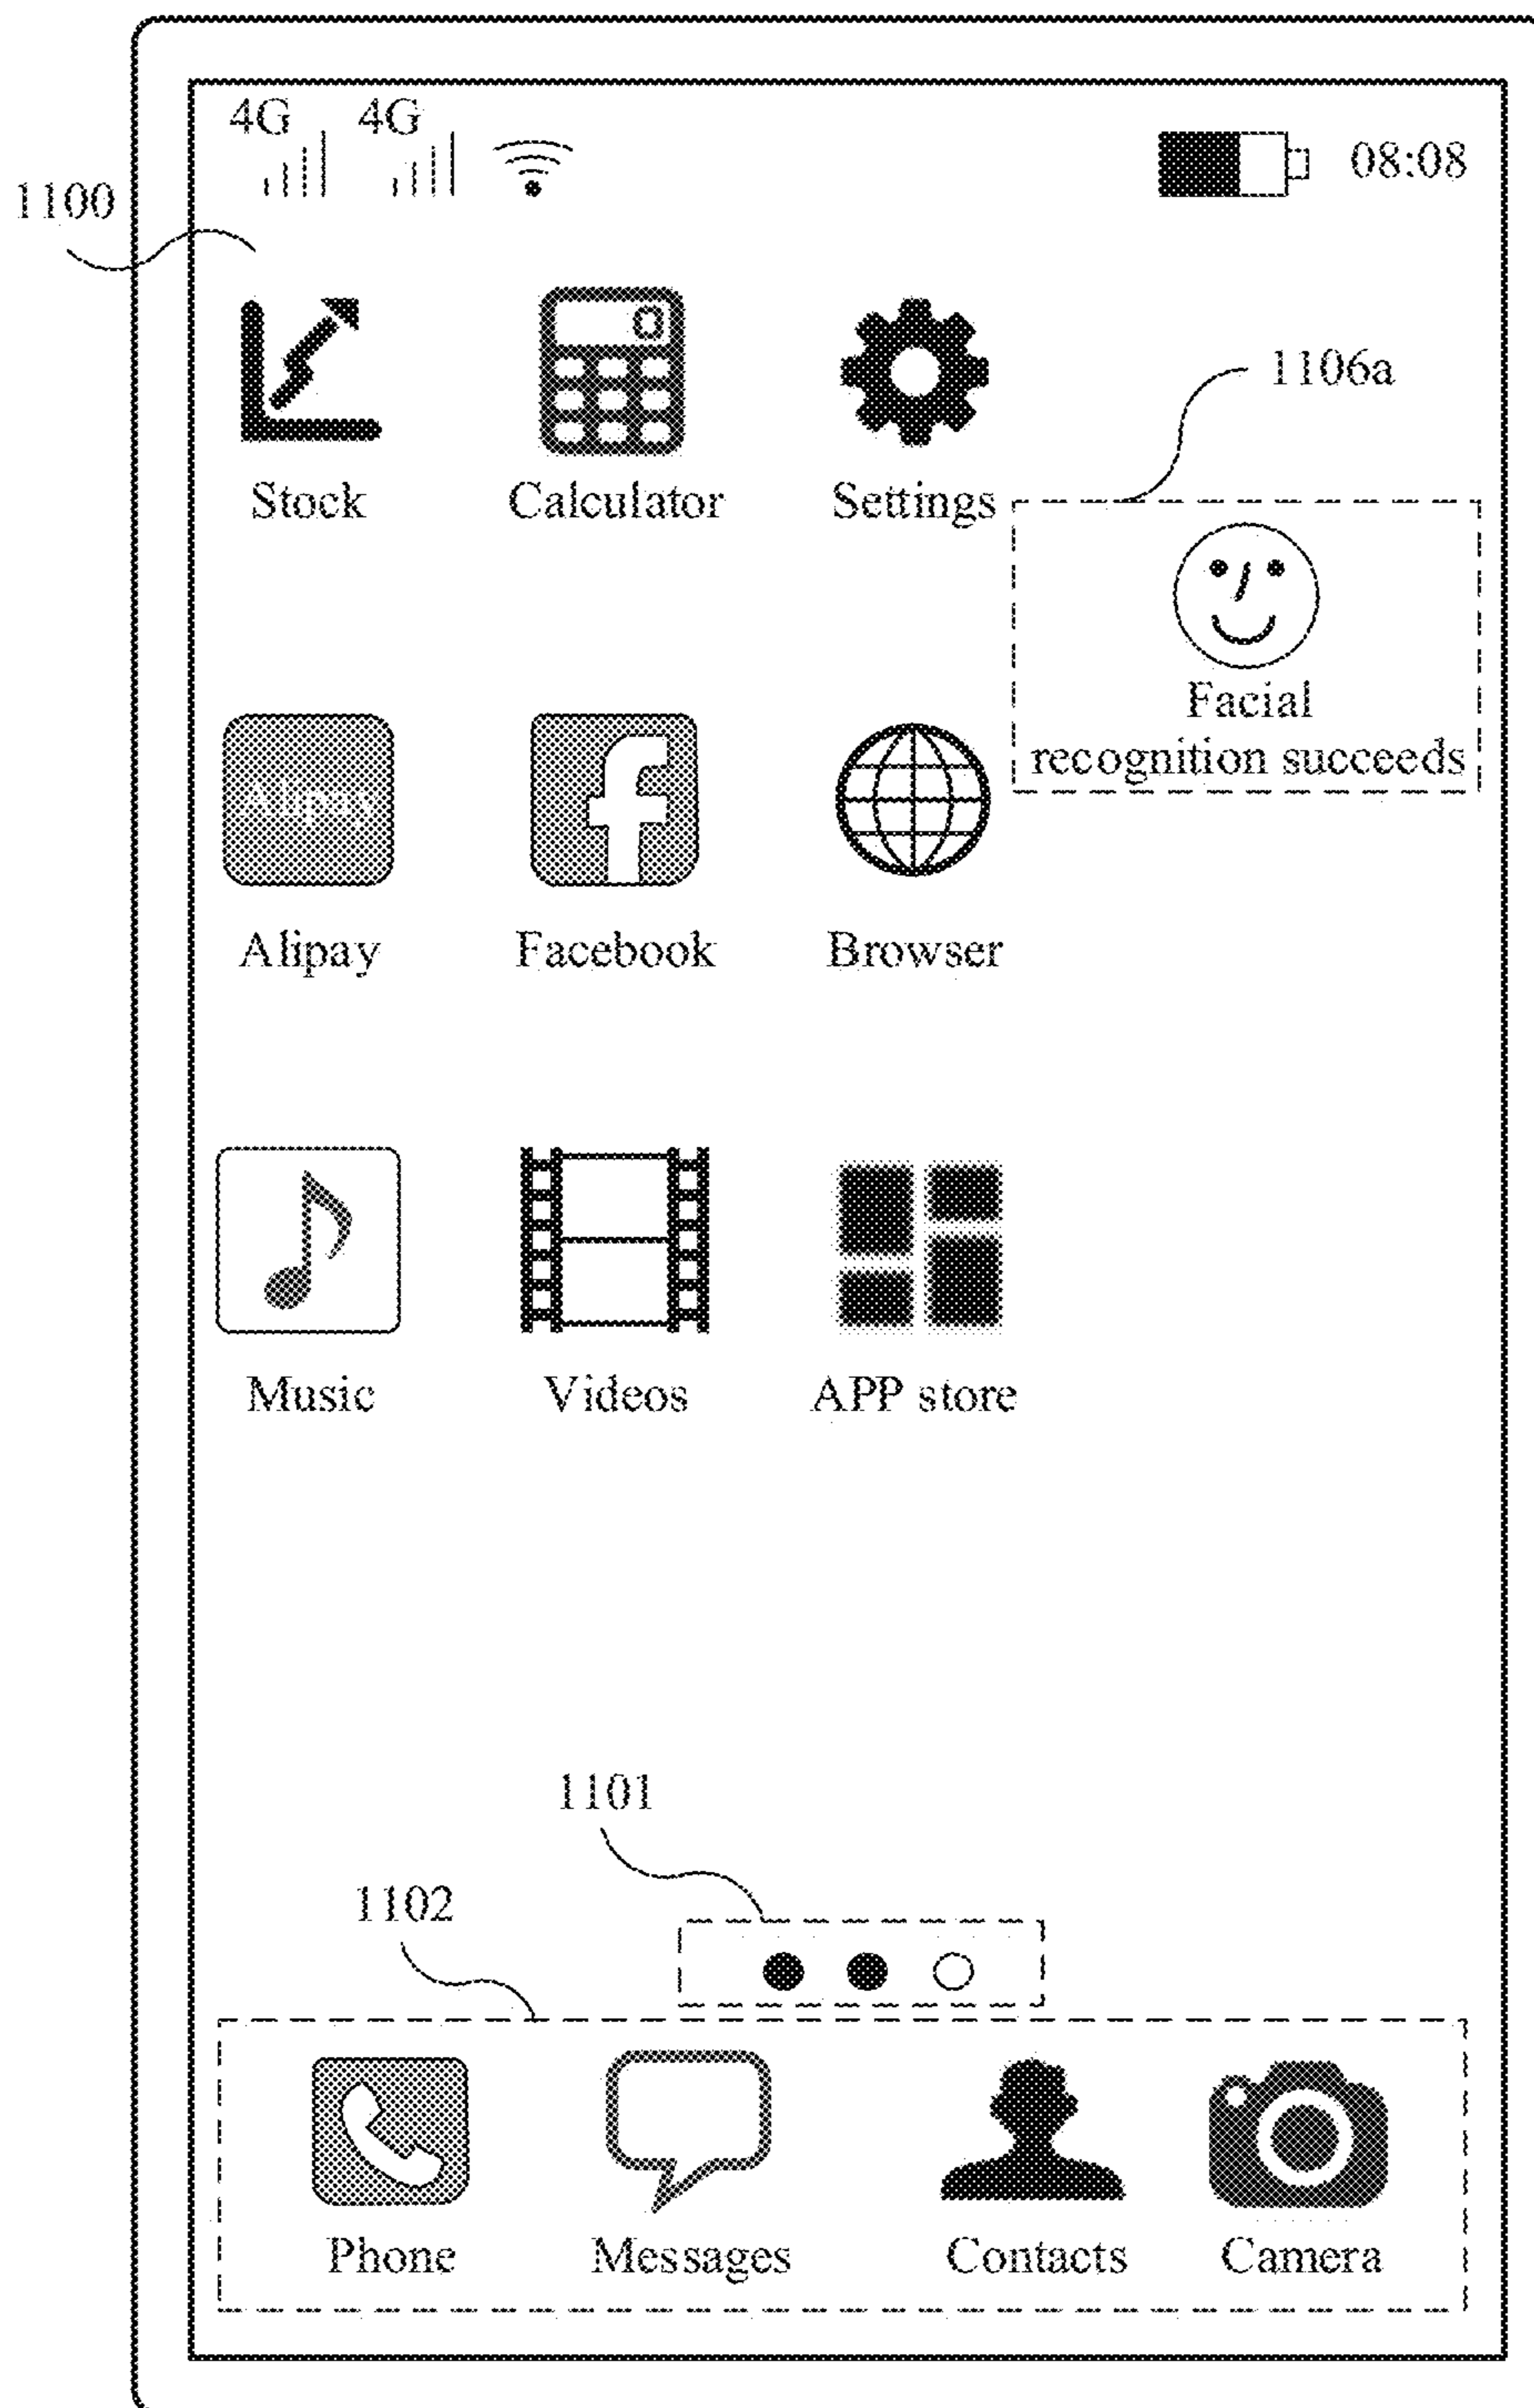 4G 4G
08:08
1100
0
1106a
Stock Calculator Settings
Facial
recognition succeeds
Alipay
Alipay Facebook Browser
Music Videos APP store
1101
1102
Phone Messages Contacts Camera